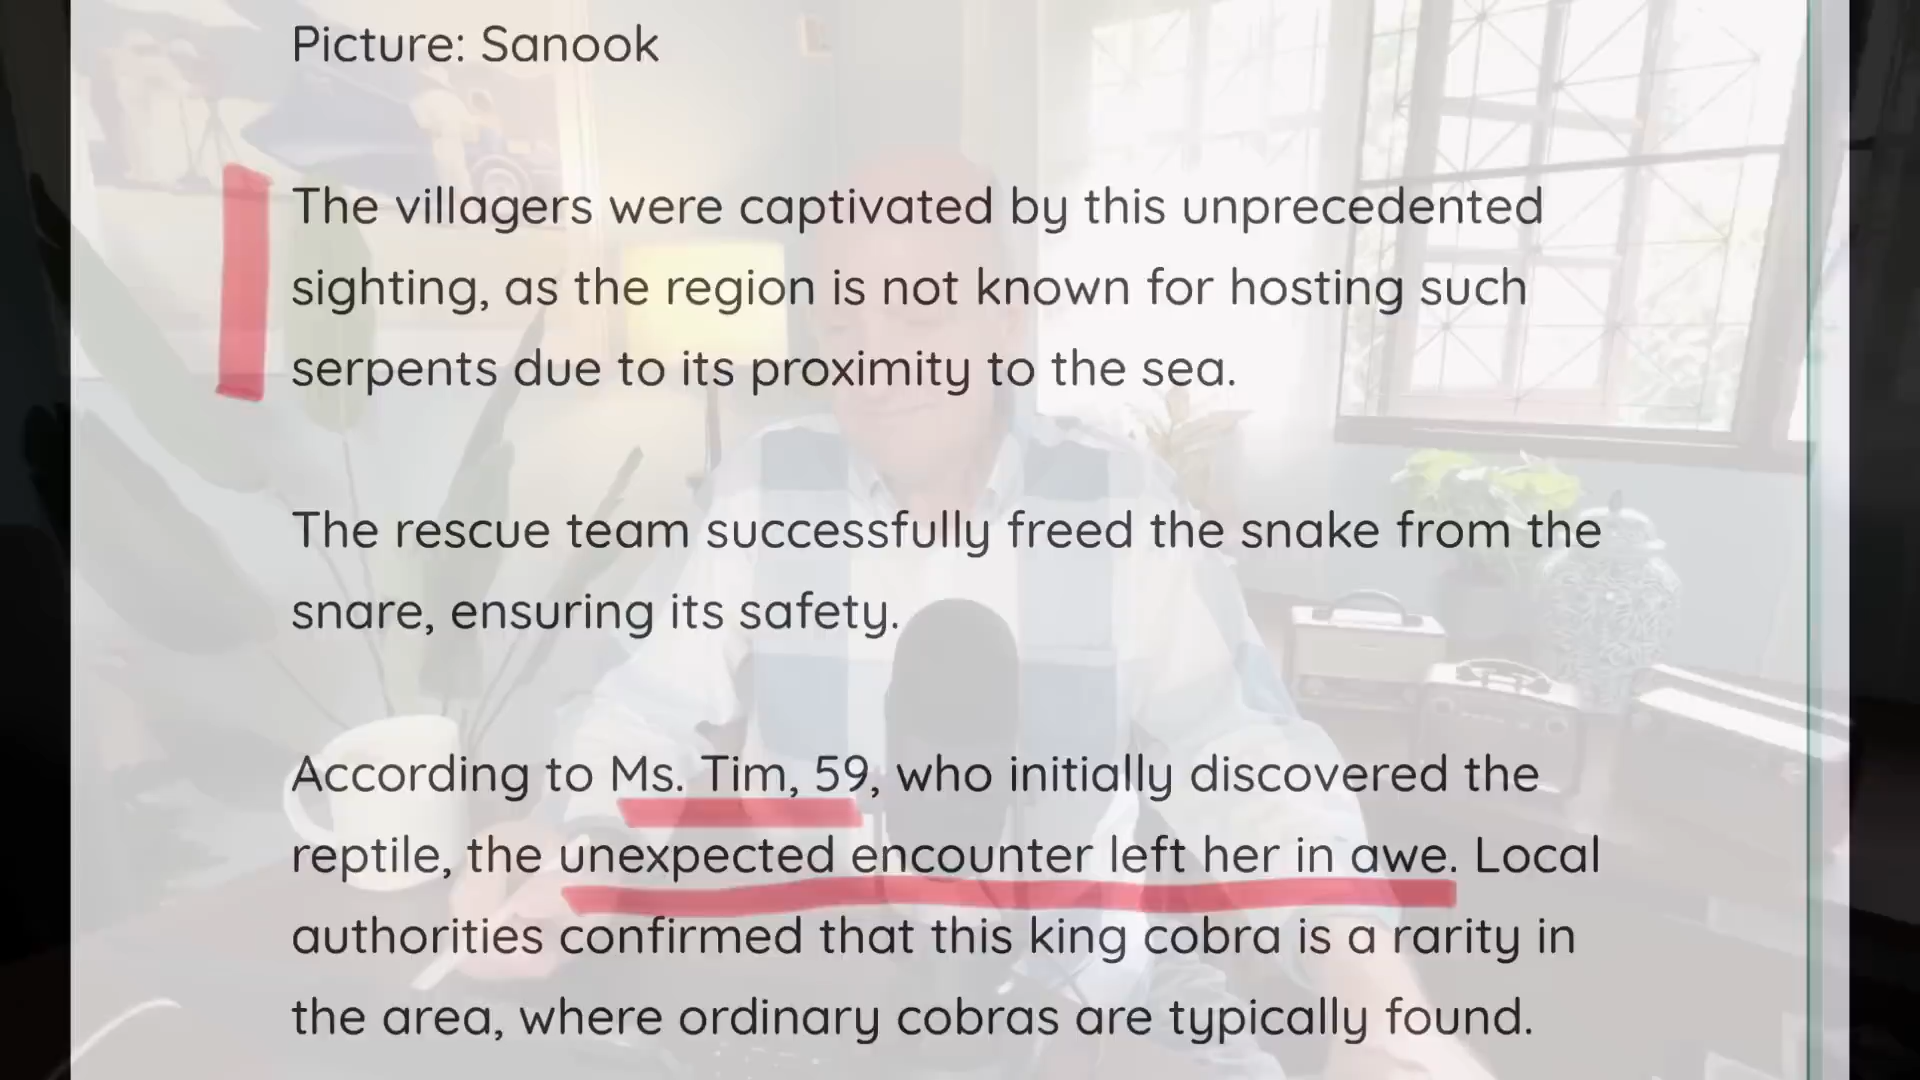 Picture: Sanook
The villagers were captivated by this unprecedented
sighting, as the region is not known for hosting such
serpents due to its proximity to the sea.
The rescue team successfully freed the snake from the
snare, ensuring its safety.
According to Ms. Tim, 59, who initially discovered the
reptile, the unexpected encounter left her in awe. Local
authorities confirmed that this king cobra is a rarity in
the area, where ordinary cobras are typically found.